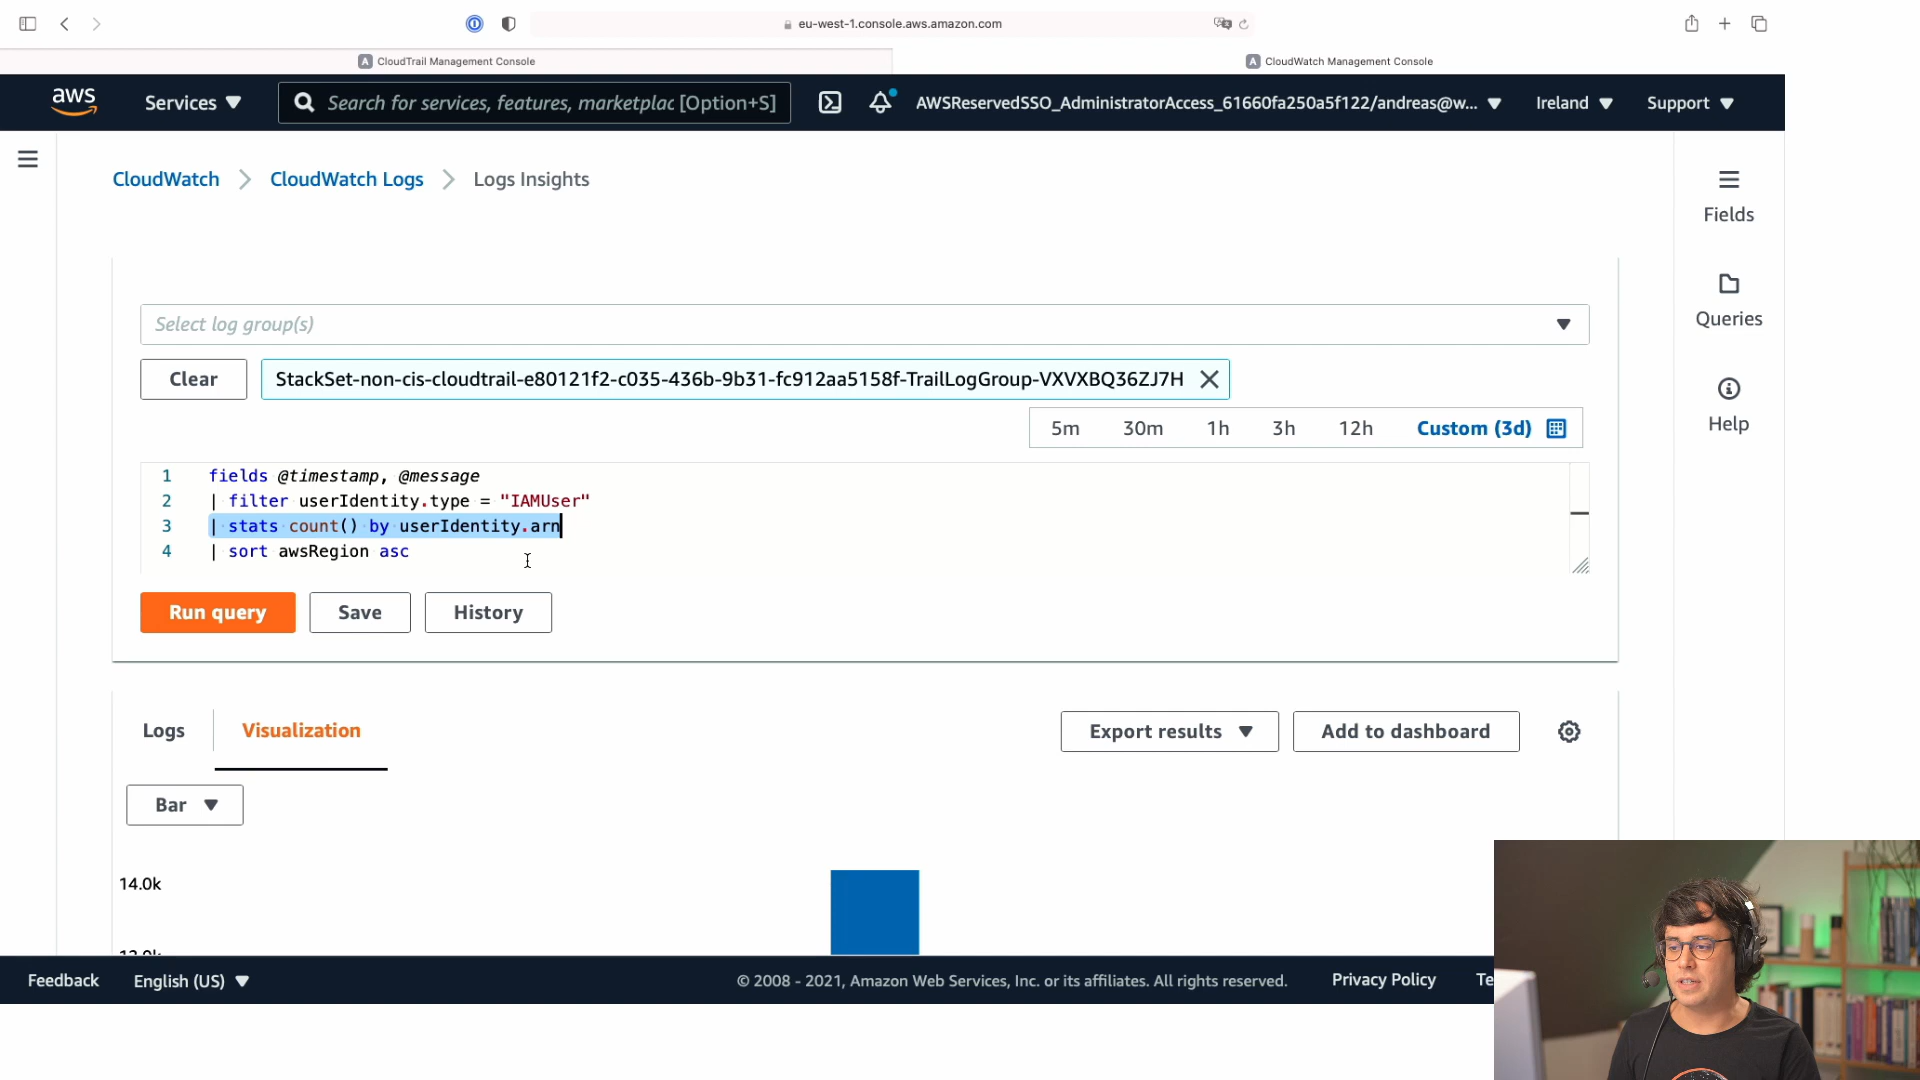 eu-west-1.console.aws.amazon.com
A CloudTrail Management Console
A CloudWatch Management Console
aws
Services
Search for services, features, marketplac [Option+S]
AWSReservedSSO_AdministratorAccess_61660fa250a5f122/andreas@w...
Ireland
Support
CloudWatch
CloudWatch Logs
Logs Insights
Fields
Queries
Help
Select log group(s)
Clear
StackSet-non-cis-cloudtrail-e80121f2-c035-436b-9b31-fc912aa5158f-TrailLogGroup-VXVXBQ36ZJ7H
5m 30m 1h 3h 12h Custom (3d)
1 fields @timestamp, @message
2 | filter userIdentity.type = "IAMUser"
3 | stats count() by userIdentity.arn
4 | sort awsRegion asc
Run query
Save
History
Logs
Visualization
Export results
Add to dashboard
Bar
14.0k
Feedback
English (US)
© 2008 - 2021, Amazon Web Services, Inc. or its affiliates. All rights reserved.
Privacy Policy
Te